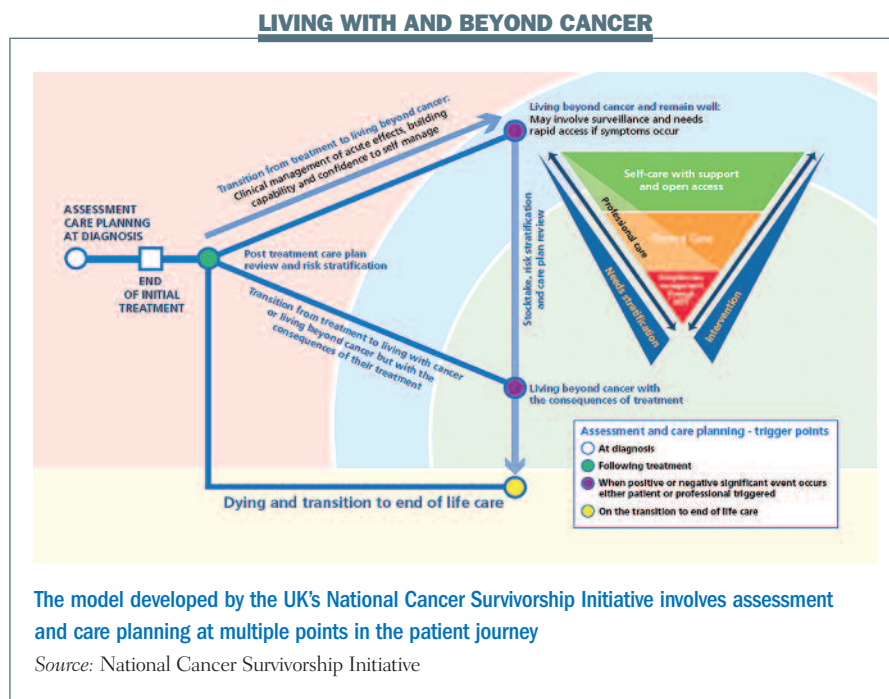 LIVING WITH AND BEYOND CANCER
Transition from treatment to living beyond cancer:
Clinical management of acute effects, building
capability and confidence to self manage
Living beyond cancer and remain well:
May involve surveillance and needs
rapid access if symptoms occur
ASSESSMENT
CARE PLANNING
AT DIAGNOSIS
END
OF INITIAL
TREATMENT
Post treatment care plan
review and risk stratification
Transition from treatment to living with cancer
or living beyond cancer but with the
consequences of their treatment
Stocktake, risk stratification
and care plan review
Self-care with support
and open access
Professional care
Care
Needs stratification
Intervention
Living beyond cancer with
the consequences of treatment
Dying and transition to end of life care
Assessment and care planning - trigger points
At diagnosis
Following treatment
When positive or negative significant event occurs
either patient or professional triggered
On the transition to end of life care
The model developed by the UK's National Cancer Survivorship Initiative involves assessment
and care planning at multiple points in the patient journey
Source: National Cancer Survivorship Initiative